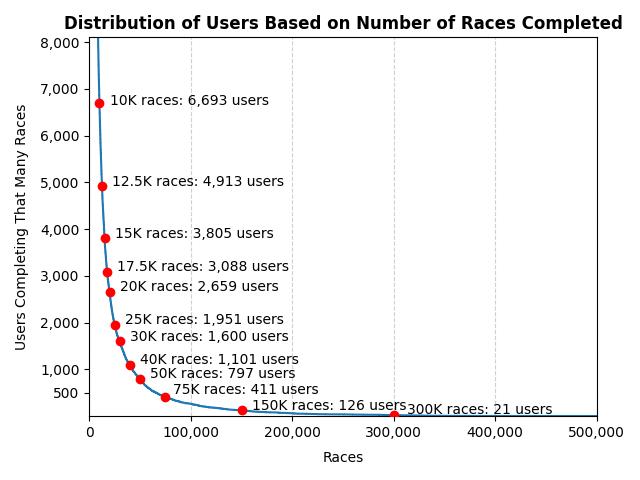 Distribution of Users Based on Number of Races Completed
Users Completing That Many Races
8,000
7,000
6,000
5,000
4,000
3,000
2,000
1,000
500
10K races: 6,693 users
12.5K races: 4,913 users
15K races: 3,805 users
17.5K races: 3,088 users
20K races: 2,659 users
25K races: 1,951 users
30K races: 1,600 users
40K races: 1,101 users
50K races: 797 users
75K races: 411 users
150K races: 126 users
300K races: 21 users
0
100,000
200,000
300,000
400,000
500,000
Races